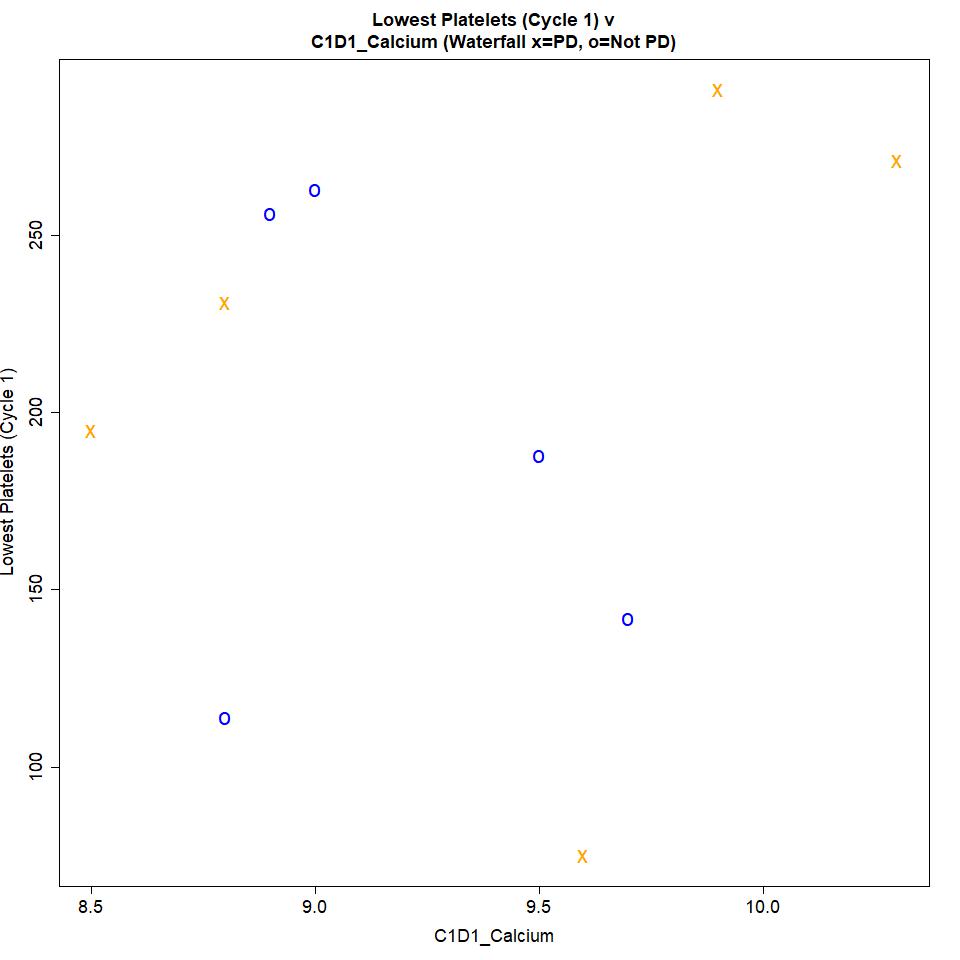 Lowest Platelets (Cycle 1) v
C1D1_Calcium (Waterfall x=PD, o=Not PD)
Lowest Platelets (Cycle 1)
250
200
150
100
X
X
O
O
X
X
O
O
O
X
8.5 9.0 9.5 10.0
C1D1_Calcium